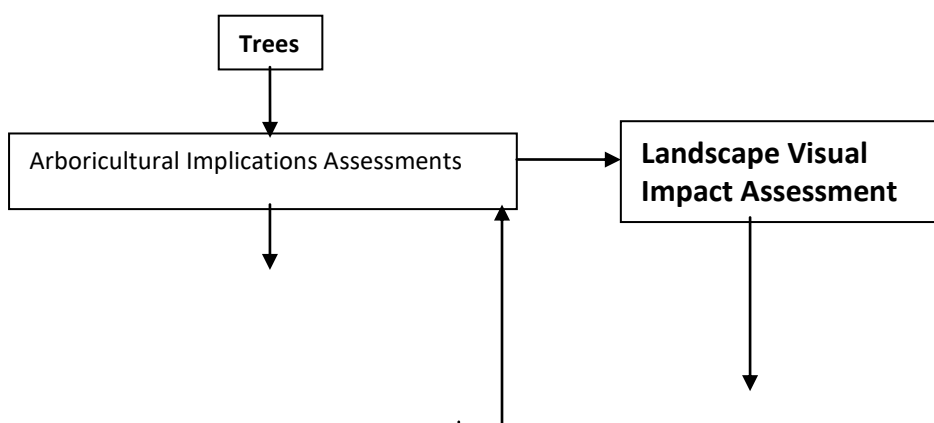 Trees
Arboricultural Implications Assessments
Landscape Visual
Impact Assessment